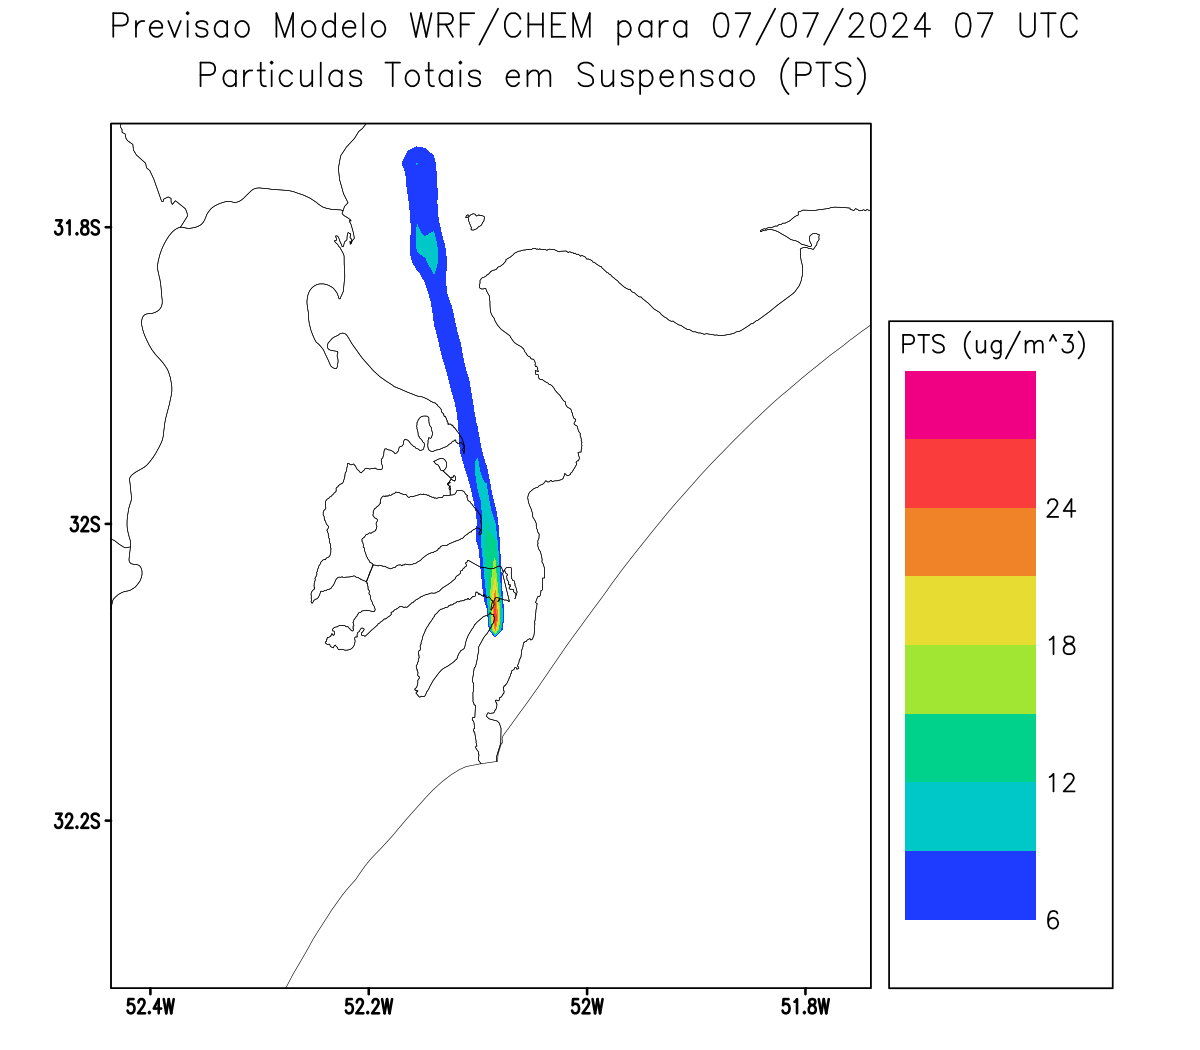 Previsao Modelo WRF/CHEM para 07/07/2024 07 UTC
Particulas Totais em Suspensao (PTS)
31.8S
32S
32.2S
52.4W
52.2W
52W
51.8W
PTS (ug/m^3)
24
18
12
6